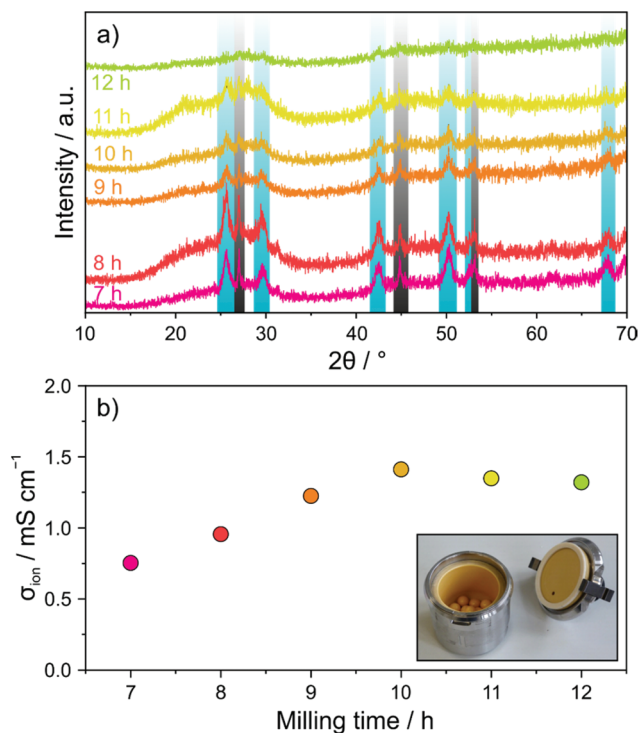 a)
Intensity / a.u.
12 h
11 h
10 h
9 h
8 h
7 h
10 20 30 40 50 60 70
2θ / °
b)
σion / mS cm⁻¹
2.0
1.5
1.0
0.5
0.0
7 8 9 10 11 12
Milling time / h